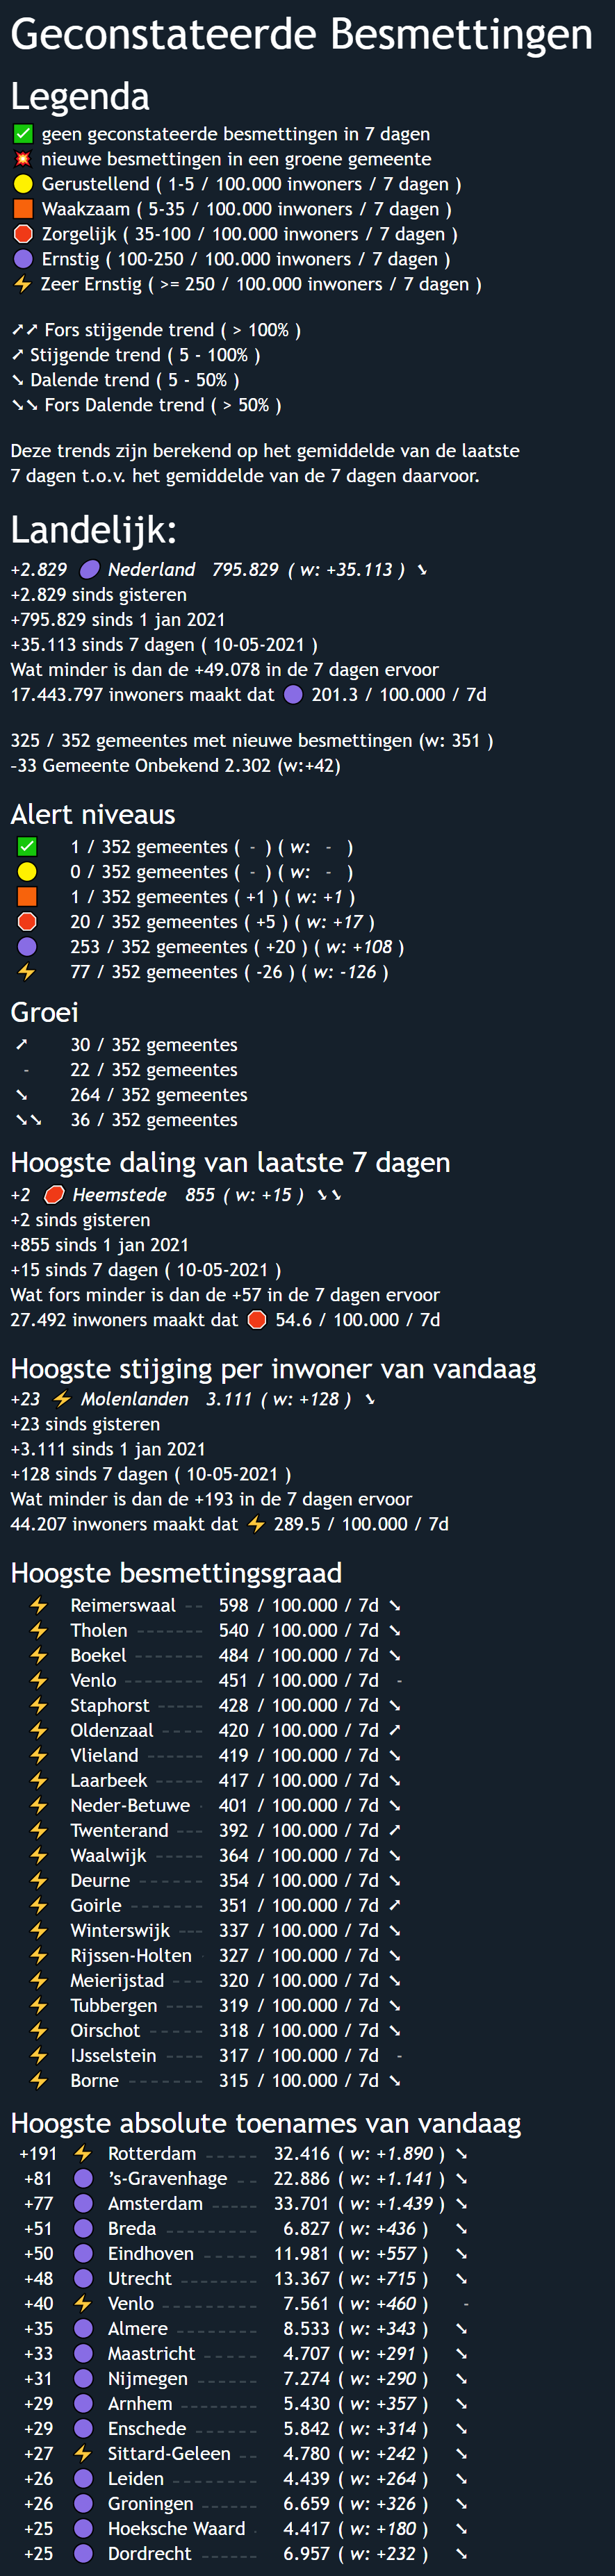 Geconstateerde Besmettingen
Legenda
✅ geen geconstateerde besmettingen in 7 dagen
💥 nieuwe besmettingen in een groene gemeente
🟡 Gerustellend ( 1-5 / 100.000 inwoners / 7 dagen )
🟧 Waakzaam ( 5-35 / 100.000 inwoners / 7 dagen )
🛑 Zorgelijk ( 35-100 / 100.000 inwoners / 7 dagen )
🟣 Ernstig ( 100-250 / 100.000 inwoners / 7 dagen )
⚡ Zeer Ernstig ( >= 250 / 100.000 inwoners / 7 dagen )
➚➚ Fors stijgende trend ( > 100% )
➚ Stijgende trend ( 5 - 100% )
➘ Dalende trend ( 5 - 50% )
➘➘ Fors Dalende trend ( > 50% )
Deze trends zijn berekend op het gemiddelde van de laatste
7 dagen t.o.v. het gemiddelde van de 7 dagen daarvoor.
Landelijk:
+2.829 🟣 Nederland 795.829 ( w: +35.113 ) ➘
+2.829 sinds gisteren
+795.829 sinds 1 jan 2021
+35.113 sinds 7 dagen ( 10-05-2021 )
Wat minder is dan de +49.078 in de 7 dagen ervoor
17.443.797 inwoners maakt dat 🟣 201.3 / 100.000 / 7d
325 / 352 gemeentes met nieuwe besmettingen (w: 351 )
-33 Gemeente Onbekend 2.302 (w:+42)
Alert niveaus
✅ 1 / 352 gemeentes ( - ) ( w: - )
🟡 0 / 352 gemeentes ( - ) ( w: - )
🟧 1 / 352 gemeentes ( +1 ) ( w: +1 )
🛑 20 / 352 gemeentes ( +5 ) ( w: +17 )
🟣 253 / 352 gemeentes ( +20 ) ( w: +108 )
⚡ 77 / 352 gemeentes ( -26 ) ( w: -126 )
Groei
➚ 30 / 352 gemeentes
- 22 / 352 gemeentes
➘ 264 / 352 gemeentes
➘➘ 36 / 352 gemeentes
Hoogste daling van laatste 7 dagen
+2 🛑 Heemstede 855 ( w: +15 ) ➘➘
+2 sinds gisteren
+855 sinds 1 jan 2021
+15 sinds 7 dagen ( 10-05-2021 )
Wat fors minder is dan de +57 in de 7 dagen ervoor
27.492 inwoners maakt dat 🛑 54.6 / 100.000 / 7d
Hoogste stijging per inwoner van vandaag
+23 ⚡ Molenlanden 3.111 ( w: +128 ) ➘
+23 sinds gisteren
+3.111 sinds 1 jan 2021
+128 sinds 7 dagen ( 10-05-2021 )
Wat minder is dan de +193 in de 7 dagen ervoor
44.207 inwoners maakt dat ⚡ 289.5 / 100.000 / 7d
Hoogste besmettingsgraad
⚡ Reimerswaal -- 598 / 100.000 / 7d ➘
⚡ Tholen ------- 540 / 100.000 / 7d ➘
⚡ Boekel ------- 484 / 100.000 / 7d ➘
⚡ Venlo -------- 451 / 100.000 / 7d -
⚡ Staphorst ----- 428 / 100.000 / 7d ➘
⚡ Oldenzaal ---- 420 / 100.000 / 7d ➚
⚡ Vlieland ------ 419 / 100.000 / 7d ➘
⚡ Laarbeek ----- 417 / 100.000 / 7d ➘
⚡ Neder-Betuwe - 401 / 100.000 / 7d ➘
⚡ Twenterand --- 392 / 100.000 / 7d ➚
⚡ Waalwijk ----- 364 / 100.000 / 7d ➘
⚡ Deurne ------ 354 / 100.000 / 7d ➘
⚡ Goirle ------- 351 / 100.000 / 7d ➚
⚡ Winterswijk --- 337 / 100.000 / 7d ➘
⚡ Rijssen-Holten - 327 / 100.000 / 7d ➘
⚡ Meierijstad --- 320 / 100.000 / 7d ➘
⚡ Tubbergen ---- 319 / 100.000 / 7d ➘
⚡ Oirschot ----- 318 / 100.000 / 7d ➘
⚡ IJsselstein ---- 317 / 100.000 / 7d -
⚡ Borne ------- 315 / 100.000 / 7d ➘
Hoogste absolute toenames van vandaag
+191 ⚡ Rotterdam ----- 32.416 ( w: +1.890 ) ➘
+81 🟣 's-Gravenhage -- 22.886 ( w: +1.141 ) ➘
+77 🟣 Amsterdam ---- 33.701 ( w: +1.439 ) ➘
+51 🟣 Breda --------- 6.827 ( w: +436 ) ➘
+50 🟣 Eindhoven ----- 11.981 ( w: +557 ) ➘
+48 🟣 Utrecht ------- 13.367 ( w: +715 ) ➘
+40 ⚡ Venlo --------- 7.561 ( w: +460 ) -
+35 🟣 Almere -------- 8.533 ( w: +343 ) ➘
+33 🟣 Maastricht ----- 4.707 ( w: +291 ) ➘
+31 🟣 Nijmegen ------ 7.274 ( w: +290 ) ➘
+29 🟣 Arnhem ------- 5.430 ( w: +357 ) ➘
+29 🟣 Enschede ------ 5.842 ( w: +314 ) ➘
+27 ⚡ Sittard-Geleen -- 4.780 ( w: +242 ) ➘
+26 🟣 Leiden -------- 4.439 ( w: +264 ) ➘
+26 🟣 Groningen ----- 6.659 ( w: +326 ) ➘
+25 🟣 Hoeksche Waard - 4.417 ( w: +180 ) ➘
+25 🟣 Dordrecht ----- 6.957 ( w: +232 ) ➘